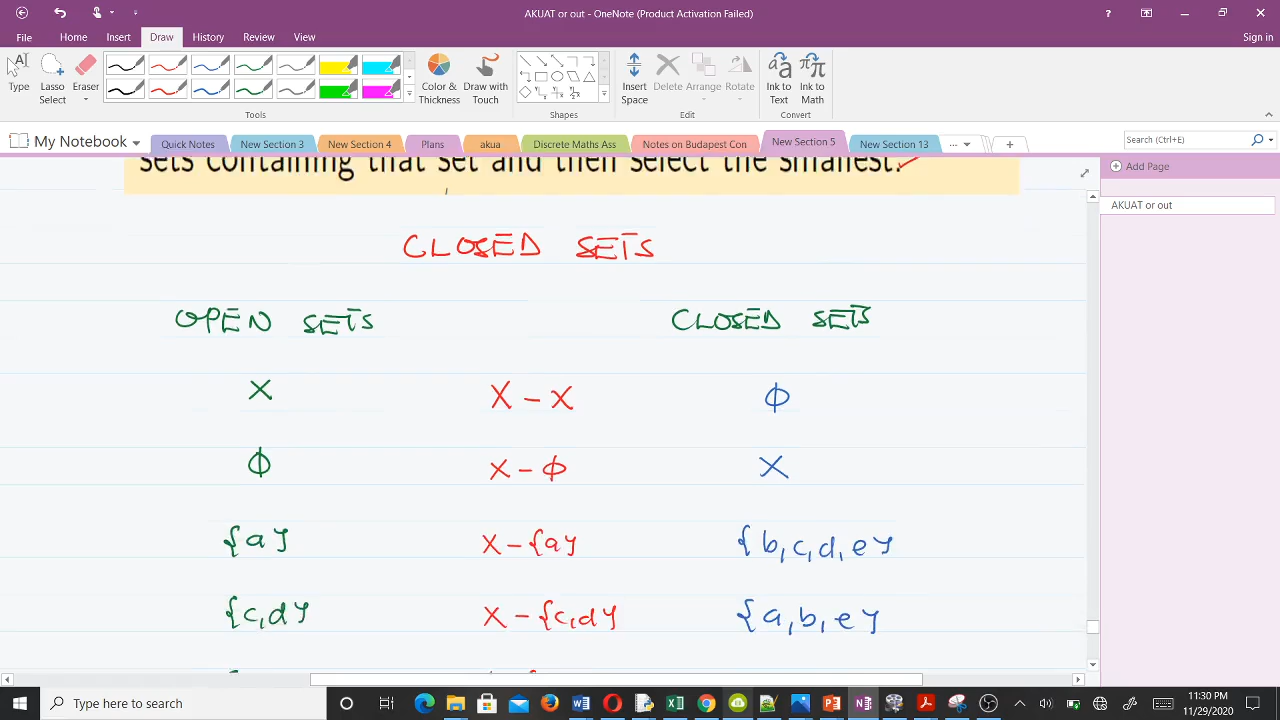 AKUAT or out - OneNote (Product Activation Failed)
File Home Insert Draw History Review View Sign in
Type Lasso Select Eraser Color & Thickness Draw with Touch Insert Space Delete Arrange Rotate Ink to Text Ink to Math
Tools Shapes Edit Convert
My Notebook Quick Notes New Section 3 New Section 4 Plans akua Discrete Maths Ass Notes on Budapest Con New Section 5 New Section 13 ... Search (Ctrl+E)
Add Page
AKUAT or out
sets containing that set and then select the smallest.
CLOSED SETS
OPEN SETS CLOSED SETS
X X - X ϕ
ϕ X - ϕ X
{a} X - {a} {b, c, d, e}
{c, d} X - {c, d} {a, b, e}
Type here to search
11:30 PM
11/29/2020